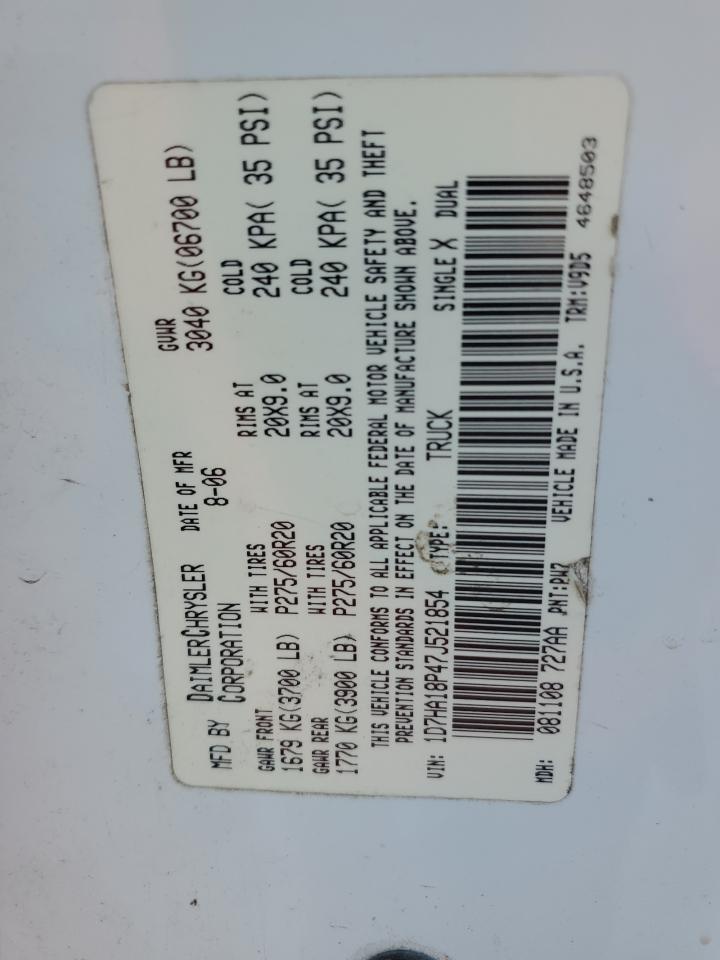 MFD BY DAIMLERCHRYSLER CORPORATION
DATE OF MFR 8-06
GVWR 3040 KG(06700 LB)
GAWR FRONT WITH TIRES RIMS AT COLD
1679 KG(3700 LB) P275/60R20 20X9.0 240 KPA( 35 PSI)
GAWR REAR WITH TIRES RIMS AT COLD
1770 KG(3900 LB) P275/60R20 20X9.0 240 KPA( 35 PSI)
THIS VEHICLE CONFORMS TO ALL APPLICABLE FEDERAL MOTOR VEHICLE SAFETY AND THEFT
PREVENTION STANDARDS IN EFFECT ON THE DATE OF MANUFACTURE SHOWN ABOVE.
VIN: 1D7HA18P47J521854 TYPE: TRUCK SINGLE X DUAL
MDH: 081108 727AA PNT:PW7 VEHICLE MADE IN U.S.A. TRM:V9D5
4648503